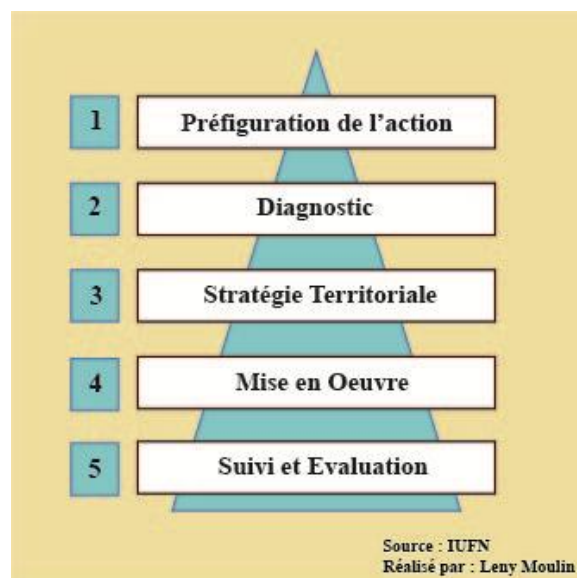 1 Préfiguration de l'action
2 Diagnostic
3 Stratégie Territoriale
4 Mise en Oeuvre
5 Suivi et Evaluation
Source : IUFN
Réalisé par : Leny Moulin